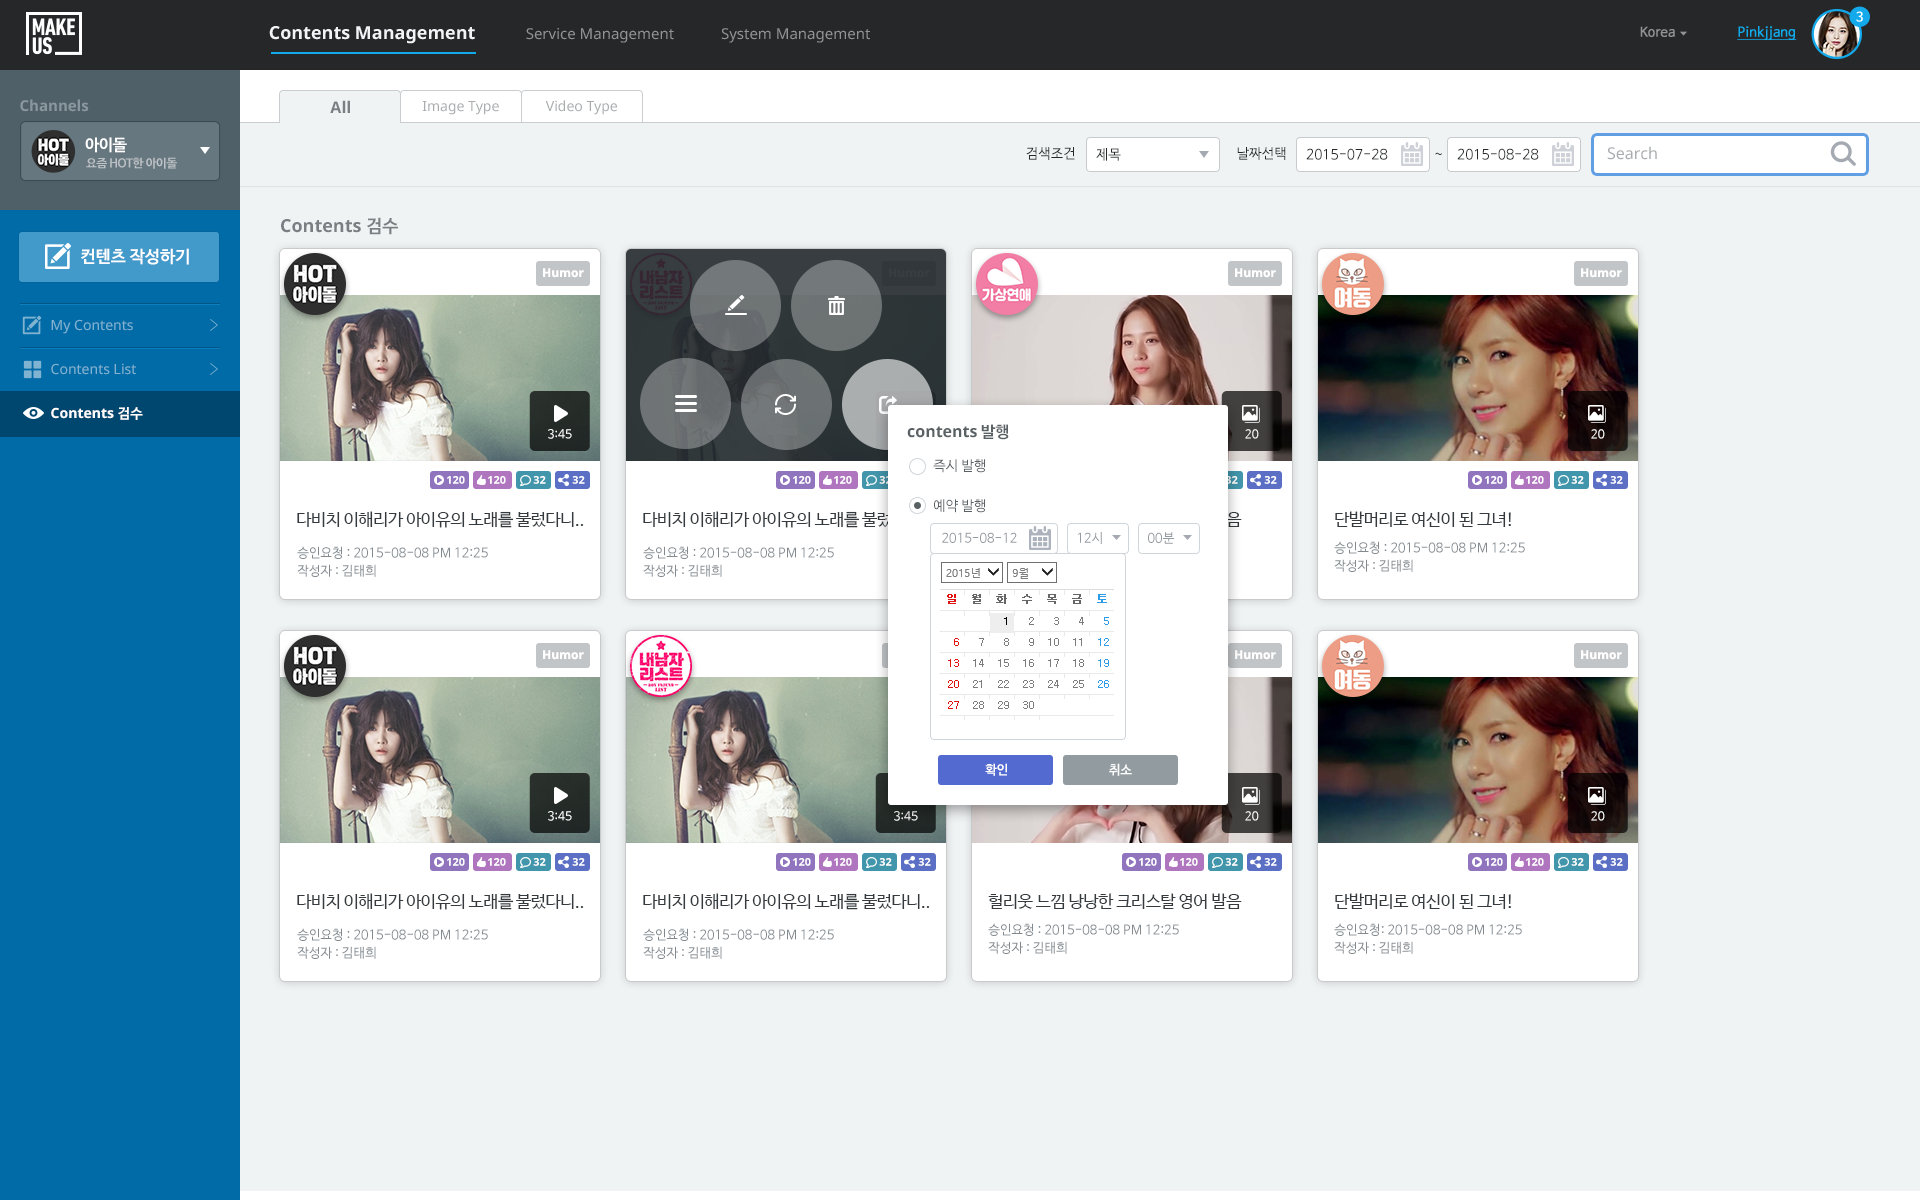 MAKE
US
Contents Management
Service Management
System Management
Korea
Pinkjjang
3
Channels
HOT
아이돌
아이돌
요즘 HOT한 아이돌
컨텐츠 작성하기
My Contents
Contents List
Contents 검수
All
Image Type
Video Type
검색조건
제목
날짜선택
2015-07-28
~
2015-08-28
Search
Contents 검수
HOT
아이돌
Humor
3:45
120
120
32
32
다비치 이해리가 아이유의 노래를 불렀다니..
승인요청 : 2015-08-08 PM 12:25
작성자 : 김태희
내남자
리스트
Humor
120
120
32
다비치 이해리가 아이유의 노래를 불렀
승인요청 : 2015-08-08 PM 12:25
작성자 : 김태희
가상연애
Humor
20
32
32
음
여동
Humor
20
120
120
32
32
단발머리로 여신이 된 그녀!
승인요청 : 2015-08-08 PM 12:25
작성자 : 김태희
contents 발행
즉시 발행
예약 발행
2015-08-12
12시
00분
2015년
9월
일 월 화 수 목 금 토
1 2 3 4 5
6 7 8 9 10 11 12
13 14 15 16 17 18 19
20 21 22 23 24 25 26
27 28 29 30
확인
취소
HOT
아이돌
Humor
3:45
120
120
32
32
다비치 이해리가 아이유의 노래를 불렀다니..
승인요청 : 2015-08-08 PM 12:25
작성자 : 김태희
내남자
리스트
LIST
3:45
120
120
32
32
다비치 이해리가 아이유의 노래를 불렀다니..
승인요청 : 2015-08-08 PM 12:25
작성자 : 김태희
Humor
20
120
120
32
32
헐리웃 느낌 낭낭한 크리스탈 영어 발음
승인요청 : 2015-08-08 PM 12:25
작성자 : 김태희
여동
Humor
20
120
120
32
32
단발머리로 여신이 된 그녀!
승인요청: 2015-08-08 PM 12:25
작성자 : 김태희